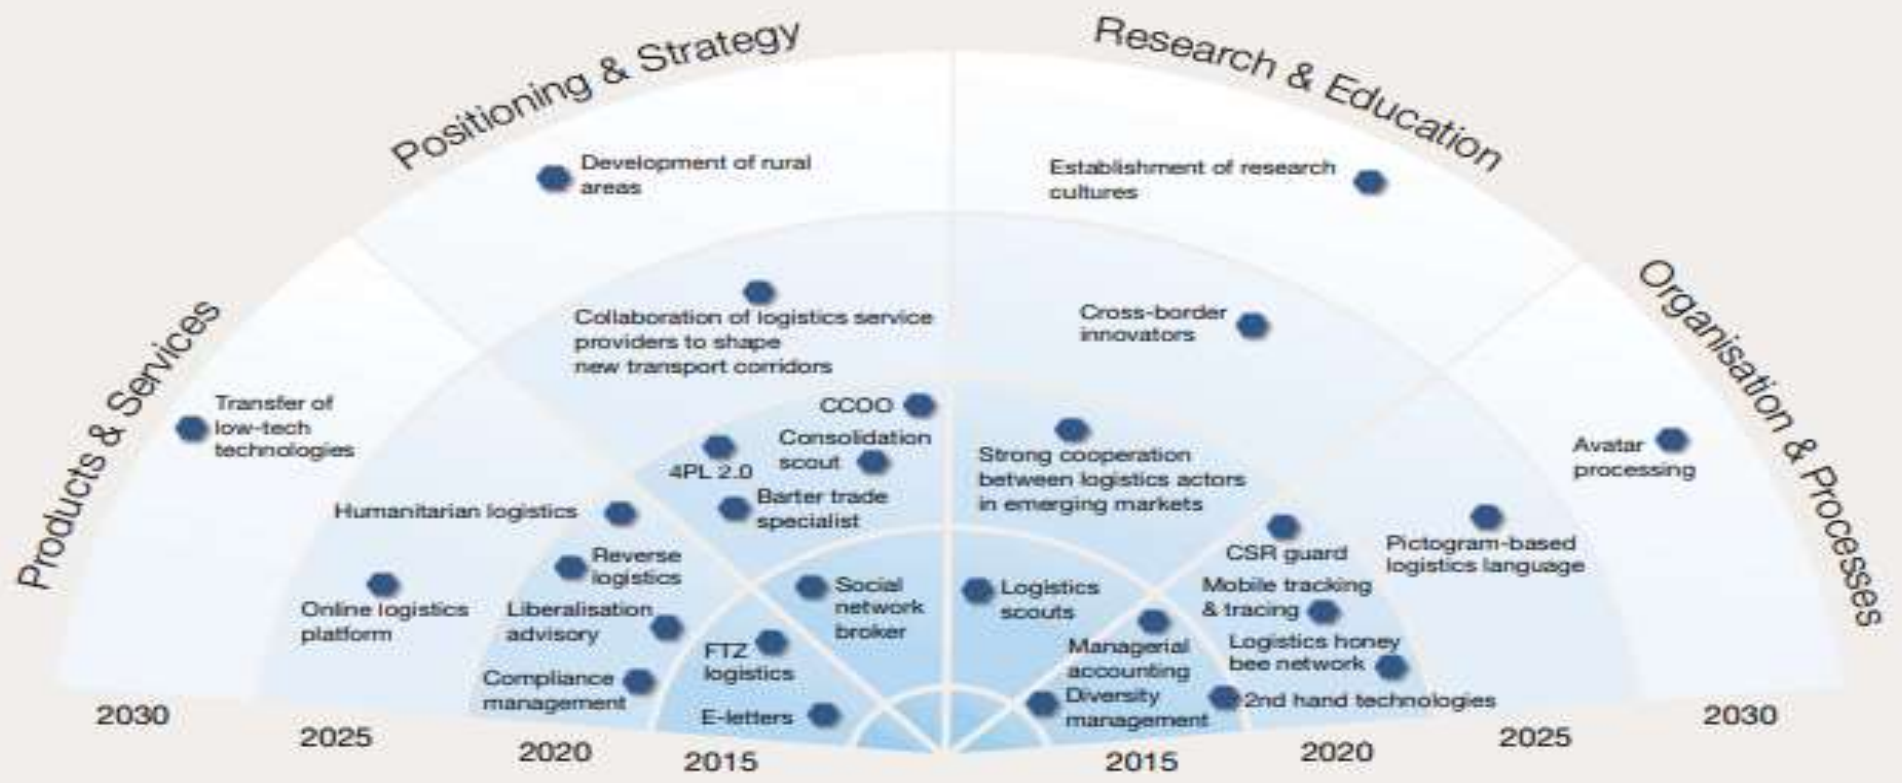 Positioning & Strategy
Research & Education
Products & Services
Organisation & Processes
Development of rural
areas
Establishment of research
cultures
Collaboration of logistics service
providers to shape
new transport corridors
Cross-border
innovators
Transfer of
low-tech
technologies
CCOO
Consolidation
scout
4PL 2.0
Barter trade
specialist
Strong cooperation
between logistics actors
in emerging markets
Avatar
processing
Humanitarian logistics
Reverse
logistics
Online logistics
platform
Liberalisation
advisory
Compliance
management
FTZ
logistics
E-letters
Social
network
broker
Logistics
scouts
Managerial
accounting
Diversity
management
CSR guard
Pictogram-based
logistics language
Mobile tracking
& tracing
Logistics honey
bee network
2nd hand technologies
2030
2025
2020
2015
2015
2020
2025
2030